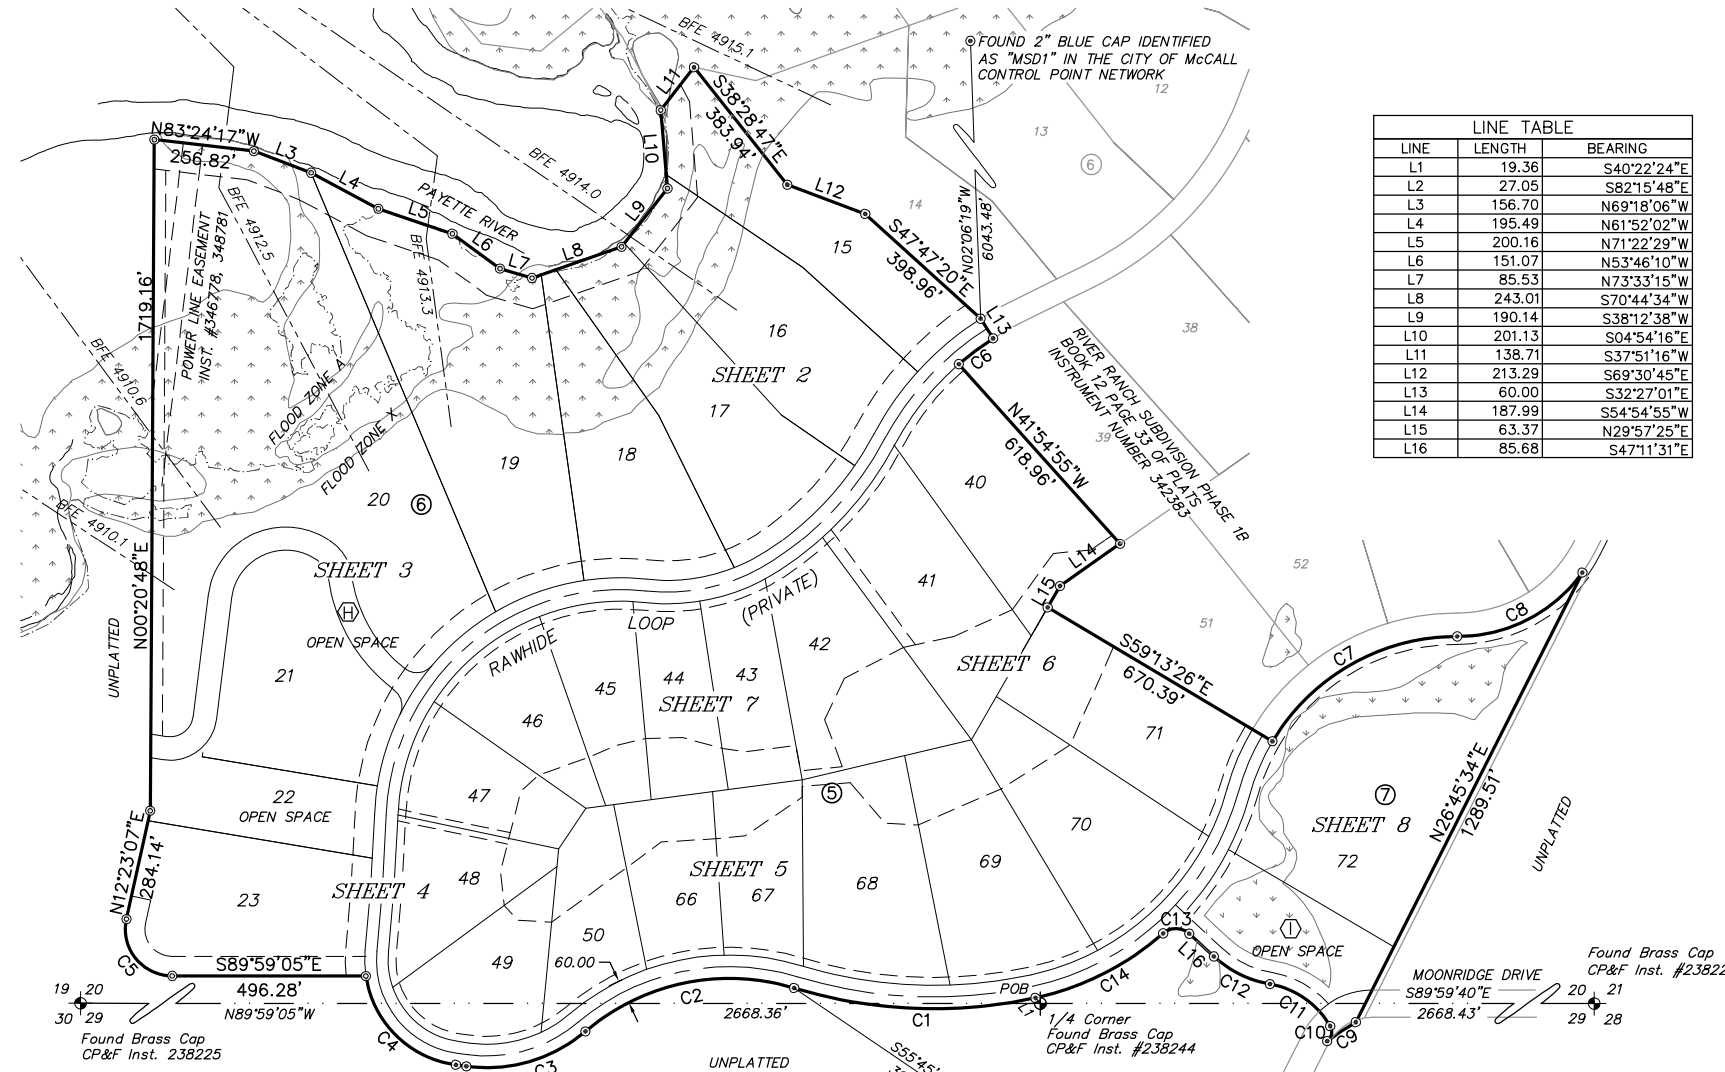 BFE 4915.1
FOUND 2" BLUE CAP IDENTIFIED
AS "MSD1" IN THE CITY OF McCALL
CONTROL POINT NETWORK
12
13
6
14
LINE TABLE
LINE LENGTH BEARING
L1 19.36 S40°22'24"E
L2 27.05 S82°15'48"E
L3 156.70 N69°18'06"W
L4 195.49 N61°52'02"W
L5 200.16 N71°22'29"W
L6 151.07 N53°46'10"W
L7 85.53 N73°33'15"W
L8 243.01 S70°44'34"W
L9 190.14 S38°12'38"W
L10 201.13 S04°54'16"E
L11 138.71 S37°51'16"W
L12 213.29 S69°30'45"E
L13 60.00 S32°27'01"E
L14 187.99 S54°54'55"W
L15 63.37 N29°57'25"E
L16 85.68 S47°11'31"E
N83°24'17"W
256.82'
L3
L4
L5
L6
L7
L8
L9
L10
L11
S38°28'47"E
383.94'
L12
S47°47'20"E
398.96'
L13
C6
6043.48'
PAYETTE RIVER
BFE 4914.0
BFE 4913.3
BFE 4912.5
BFE 4910.6
BFE 4910.1
POWER LINE EASEMENT
INST. #346778, 348781
1719.16'
N00°20'48"E
UNPLATTED
FLOOD ZONE A
FLOOD ZONE X
15
16
SHEET 2
17
18
19
20
6
38
39
RIVER RANCH SUBDIVISION PHASE 1B
BOOK 12 PAGE 33 OF PLATS
INSTRUMENT NUMBER 342383
N41°54'55"W
618.96'
40
41
L14
L15
52
51
SHEET 3
H
OPEN SPACE
21
RAWHIDE
LOOP
(PRIVATE)
42
43
44
45
46
SHEET 7
SHEET 6
S59°13'26"E
670.39'
C7
C8
71
22
OPEN SPACE
47
5
70
7
SHEET 8
72
N26°45'34"E
1289.51'
UNPLATTED
N12°23'07"E
284.14'
23
SHEET 4
48
SHEET 5
66
67
68
69
50
49
60.00
C5
S89°59'05"E
496.28'
N89°59'05"W
19 20
30 29
Found Brass Cap
CP&F Inst. 238225
C4
C3
C2
2668.36'
C1
UNPLATTED
S55°45'
POB
L1
1/4 Corner
Found Brass Cap
CP&F Inst. #238244
C14
C13
L16
C12
C11
C10
C9
I
OPEN SPACE
MOONRIDGE DRIVE
S89°59'40"E
2668.43'
Found Brass Cap
CP&F Inst. #23822
20 21
29 28